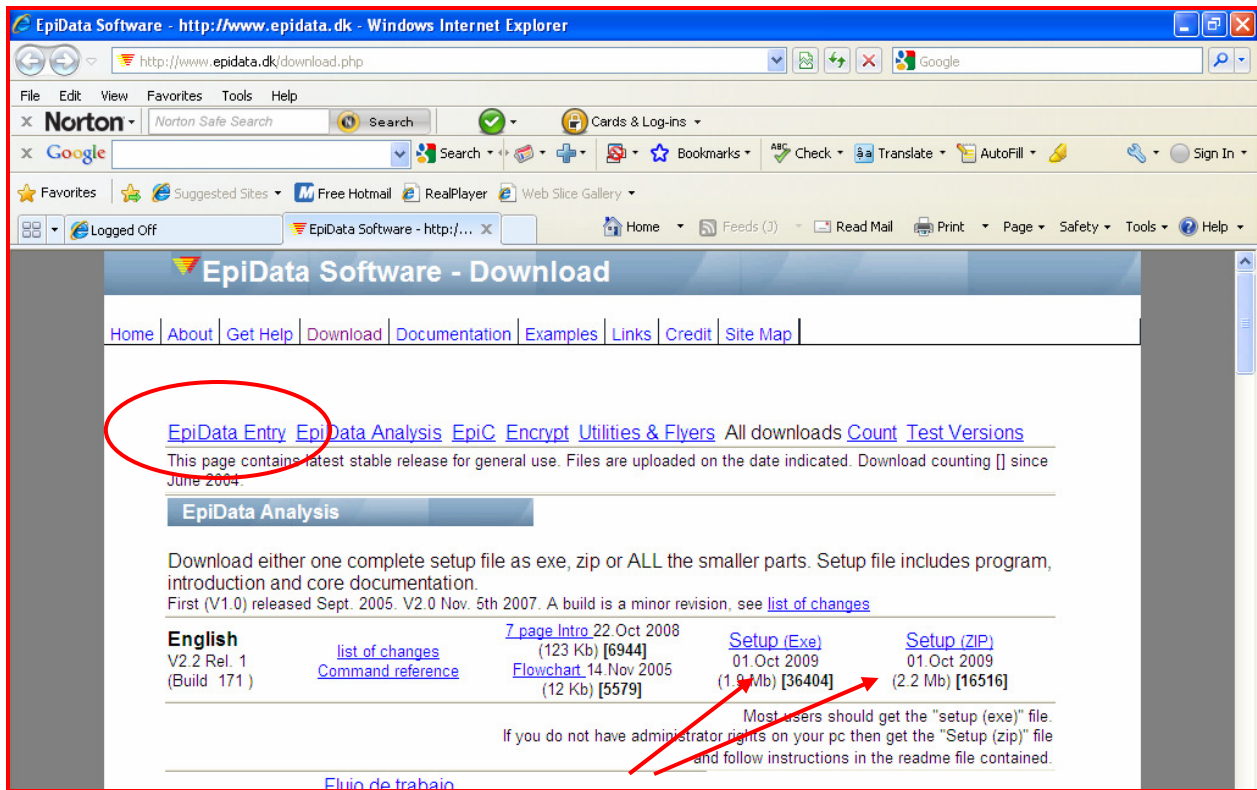 EpiData Software - http://www.epidata.dk - Windows Internet Explorer
http://www.epidata.dk/download.php
Google
File Edit View Favorites Tools Help
x Norton Norton Safe Search Search Cards & Log-ins
x Google Search Bookmarks Check Translate AutoFill Sign In
Favorites Suggested Sites Free Hotmail RealPlayer Web Slice Gallery
Logged Off EpiData Software - http:/... X Home Feeds (J) Read Mail Print Page Safety Tools Help
EpiData Software - Download
Home About Get Help Download Documentation Examples Links Credit Site Map
EpiData Entry EpiData Analysis EpiC Encrypt Utilities & Flyers All downloads Count Test Versions
This page contains latest stable release for general use. Files are uploaded on the date indicated. Download counting [] since
June 2004.
EpiData Analysis
Download either one complete setup file as exe, zip or ALL the smaller parts. Setup file includes program,
introduction and core documentation.
First (V1.0) released Sept. 2005. V2.0 Nov. 5th 2007. A build is a minor revision, see list of changes
English
V2.2 Rel. 1
(Build 171 )
list of changes
Command reference
7 page Intro 22.Oct 2008
(123 Kb) [6944]
Flowchart 14.Nov 2005
(12 Kb) [5579]
Setup (Exe)
01.Oct 2009
(1.9 Mb) [36404]
Setup (ZIP)
01.Oct 2009
(2.2 Mb) [16516]
Most users should get the "setup (exe)" file.
If you do not have administrator rights on your pc then get the "Setup (zip)" file
and follow instructions in the readme file contained.
Flujo de trabajo